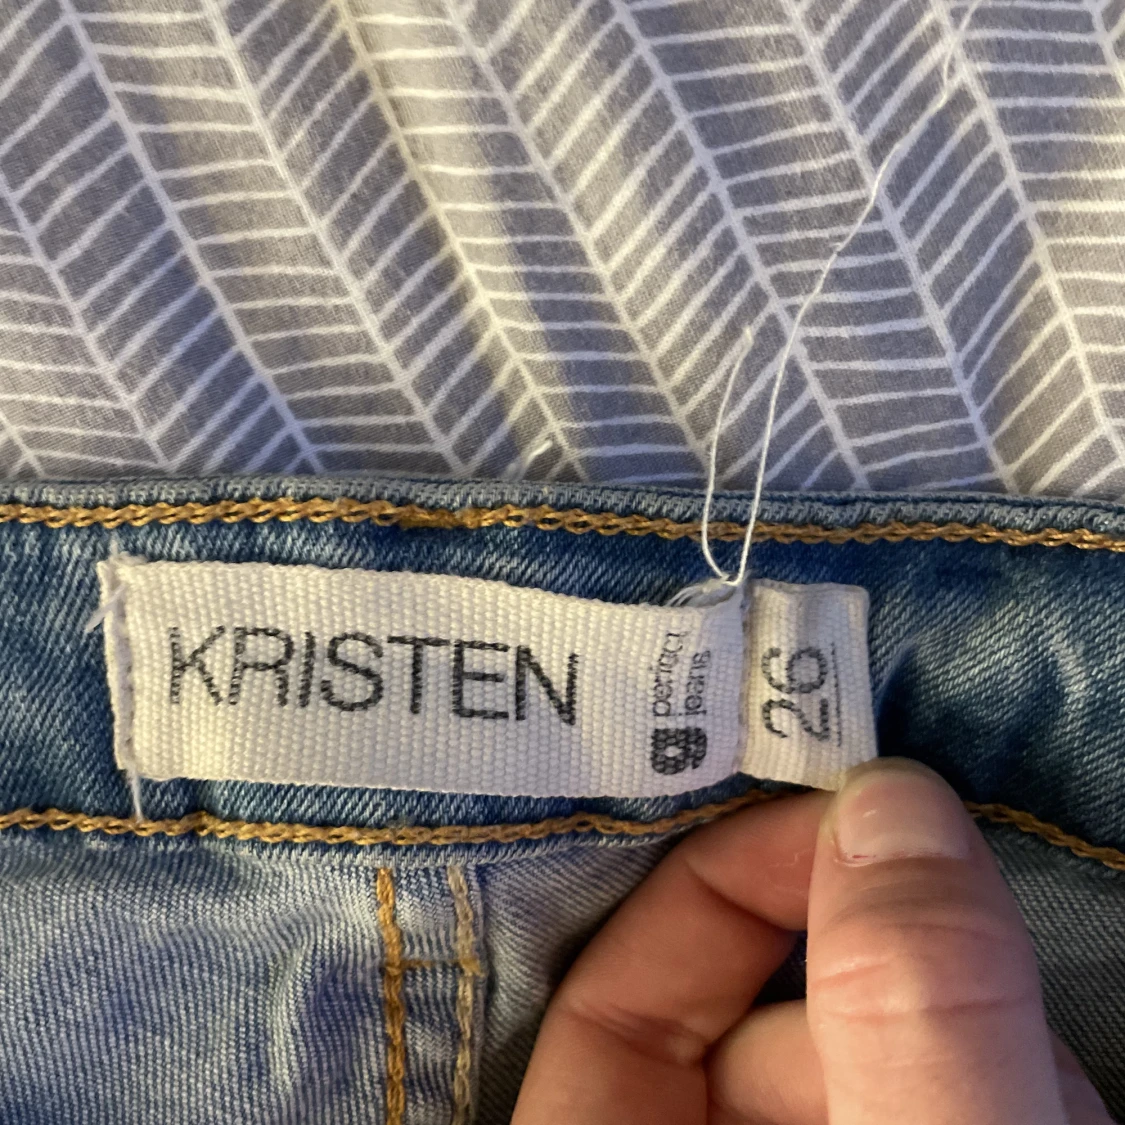 KRISTEN
g perfect
jeans
26